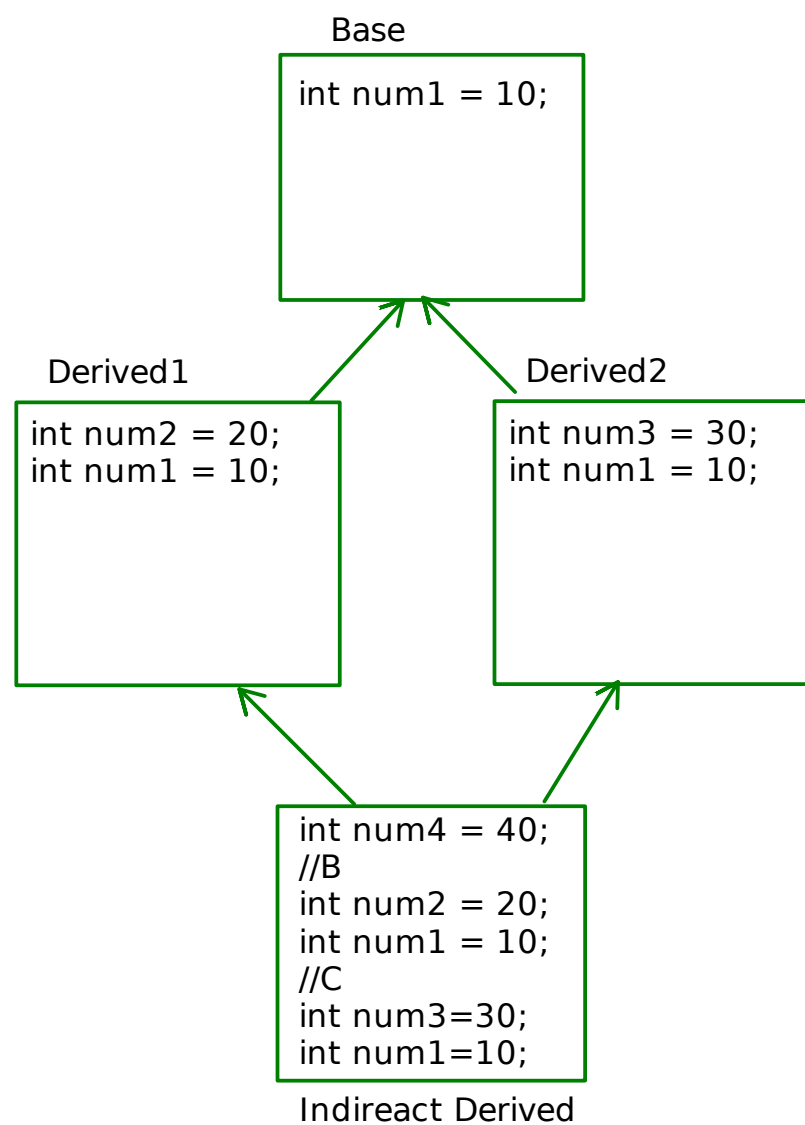 Base
int num1 = 10;
Derived1
int num2 = 20;
int num1 = 10;
Derived2
int num3 = 30;
int num1 = 10;
int num4 = 40;
//B
int num2 = 20;
int num1 = 10;
//C
int num3=30;
int num1=10;
Indireact Derived